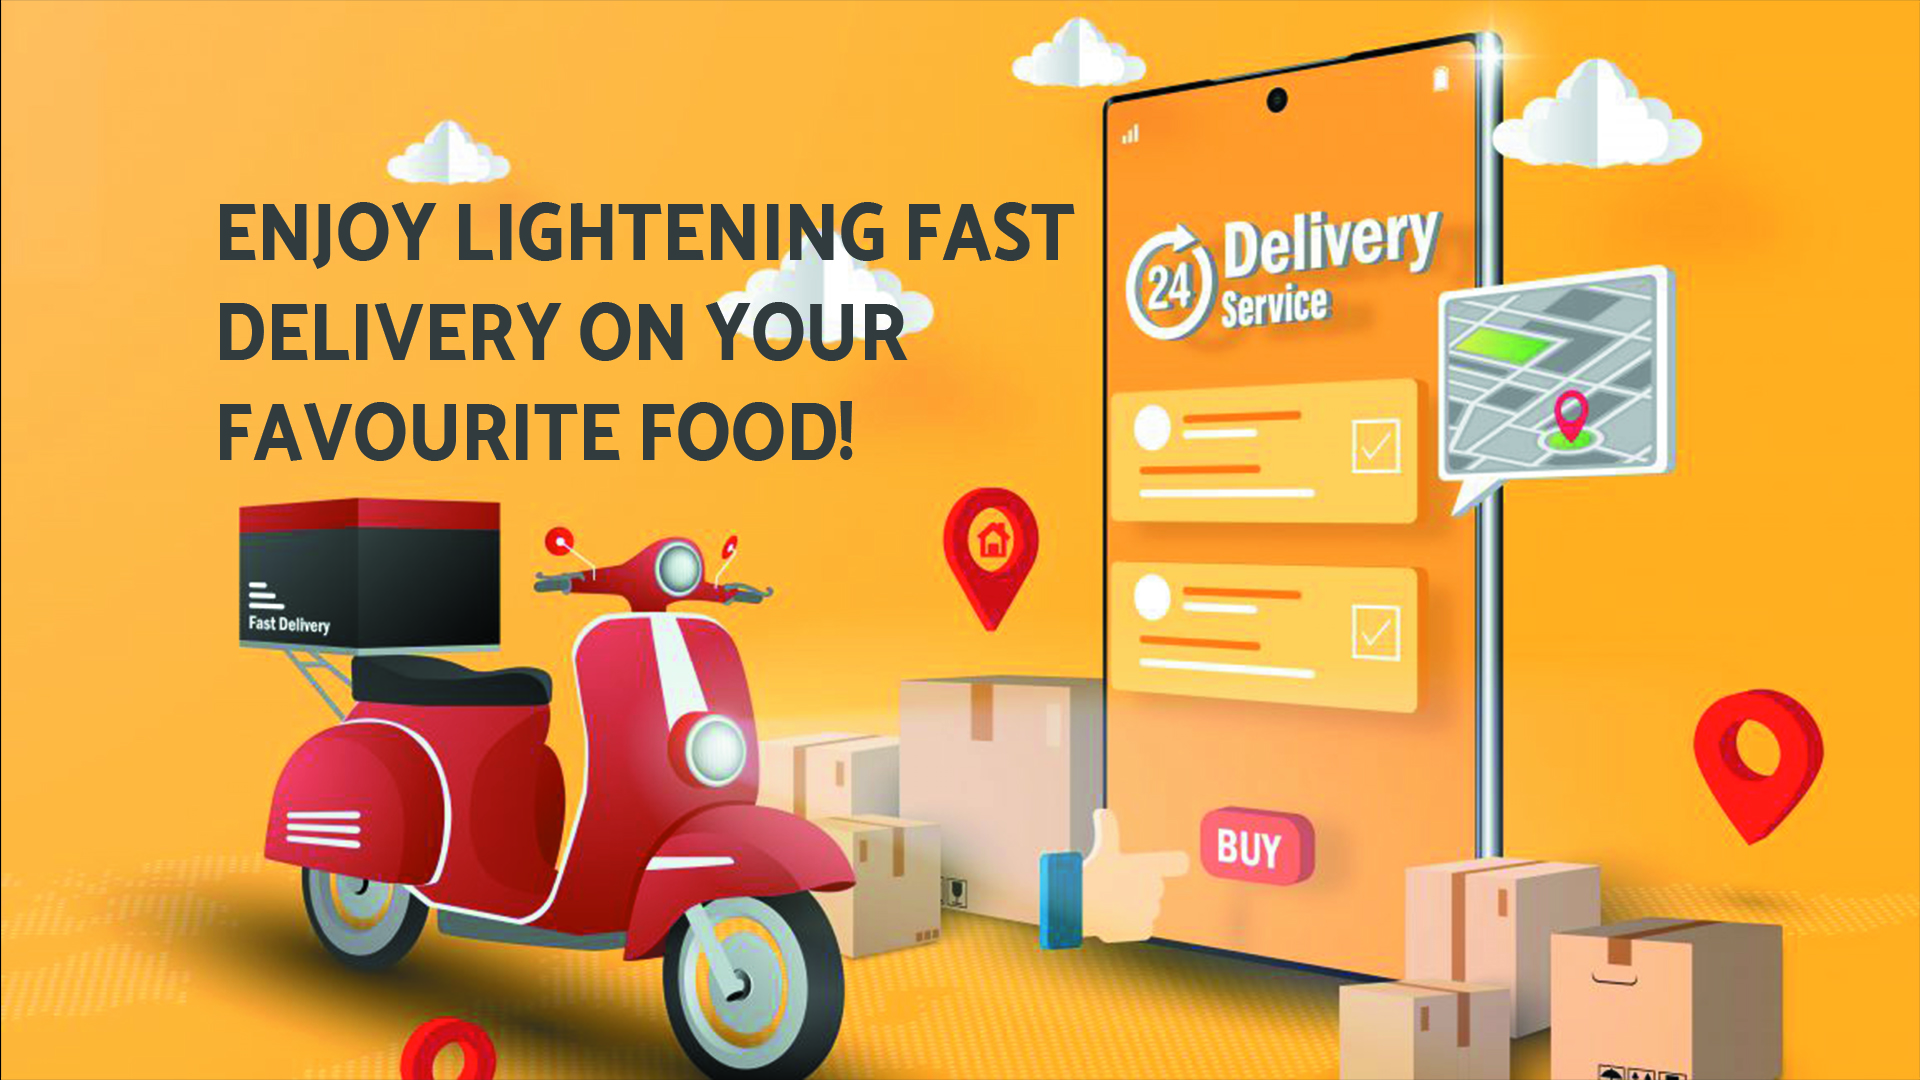 ENJOY LIGHTENING FAST
DELIVERY ON YOUR
FAVOURITE FOOD!
24
Delivery
Service
Fast Delivery
BUY